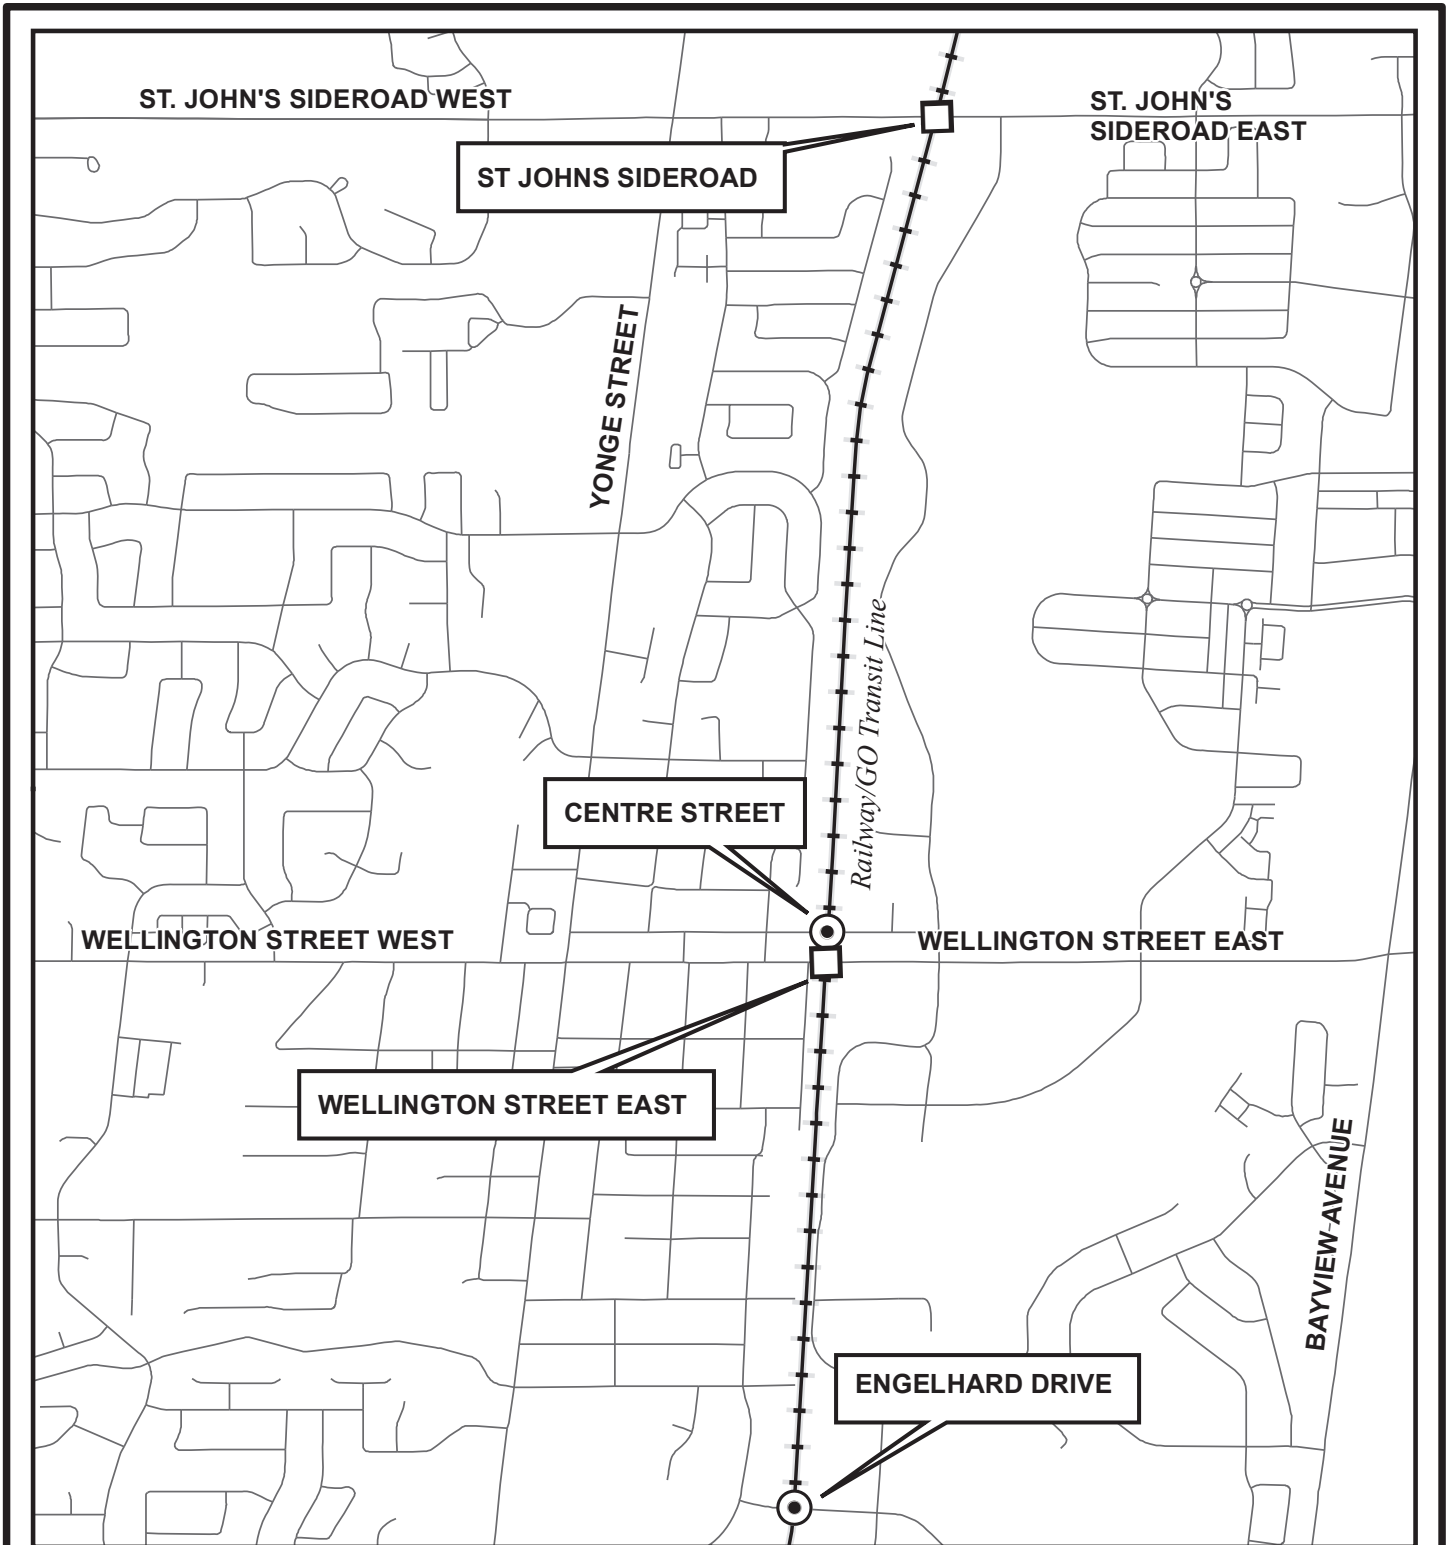 ST. JOHN'S SIDEROAD WEST
ST. JOHN'S
SIDEROAD EAST
ST JOHNS SIDEROAD
YONGE STREET
Railway/GO Transit Line
CENTRE STREET
WELLINGTON STREET WEST
WELLINGTON STREET EAST
WELLINGTON STREET EAST
BAYVIEW AVENUE
ENGELHARD DRIVE